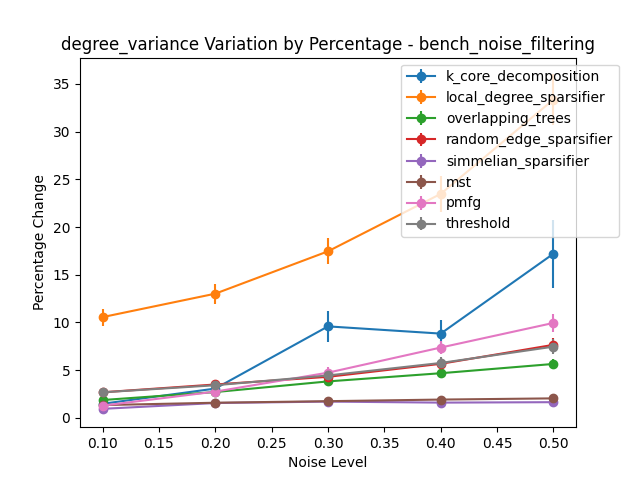 degree_variance Variation by Percentage - bench_noise_filtering
Percentage Change
35
30
25
20
15
10
5
0
k_core_decomposition
local_degree_sparsifier
overlapping_trees
random_edge_sparsifier
simmelian_sparsifier
mst
pmfg
threshold
0.10 0.15 0.20 0.25 0.30 0.35 0.40 0.45 0.50
Noise Level